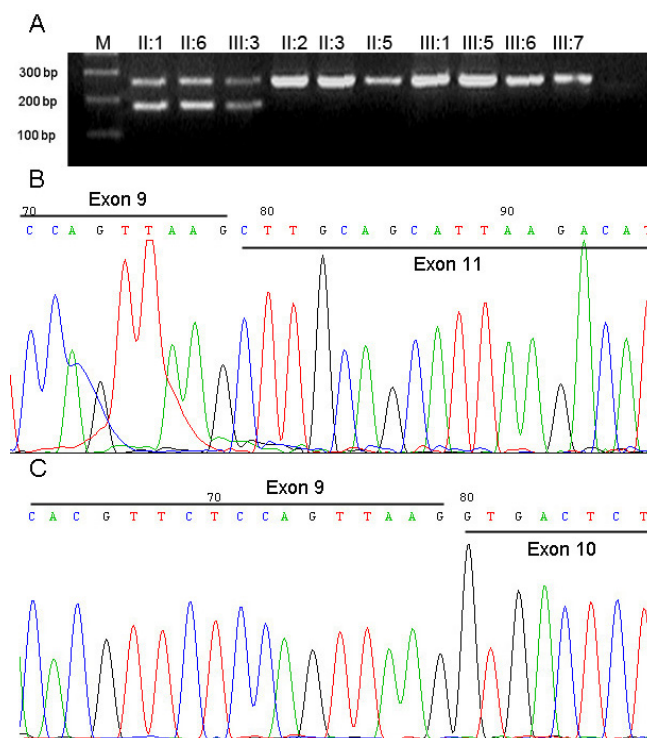 A
M II:1 II:6 III:3 II:2 II:3 II:5 III:1 III:5 III:6 III:7
300 bp
200 bp
100 bp
B
Exon 9
70 80 90
C C A G T T A A G C T T G C A G C A T T A A G A C A T
Exon 11
C
Exon 9
70 80
C A C G T T C T C C A G T T A A G G T G A C T C T
Exon 10